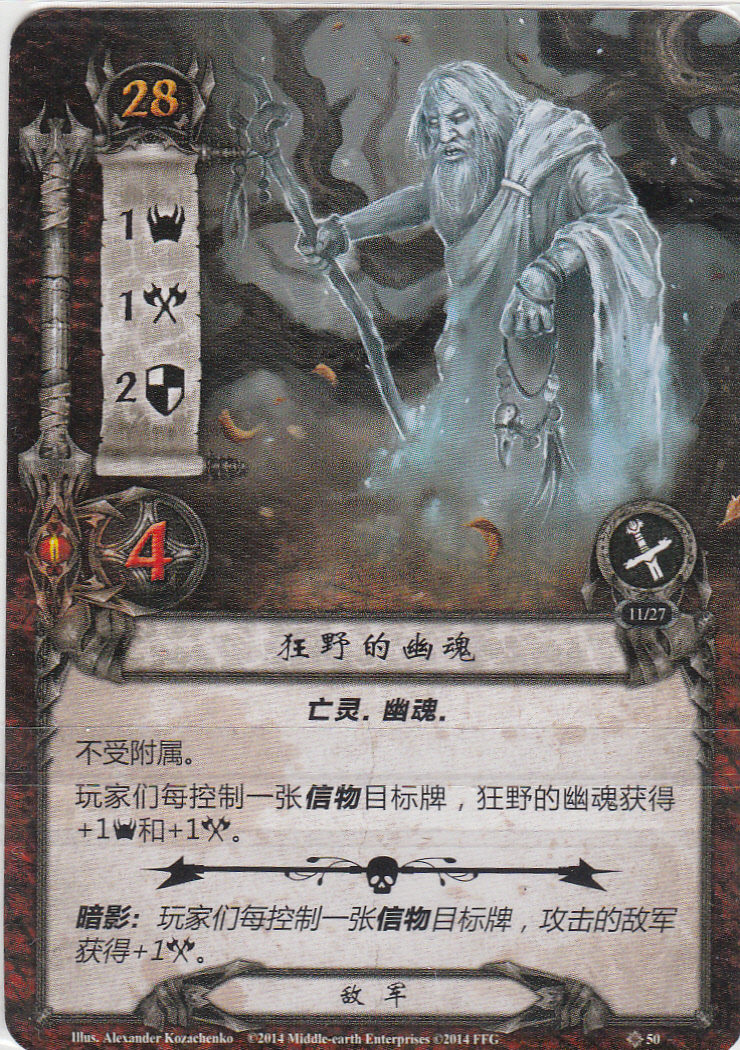 28
1
1
2
4
11/27
狂野的幽魂
亡灵. 幽魂.
不受附属。
玩家们每控制一张信物目标牌，狂野的幽魂获得
+1和+1。
暗影：玩家们每控制一张信物目标牌，攻击的敌军
获得+1。
敌军
Illus. Alexander Kozachenko ©2014 Middle-earth Enterprises ©2014 FFG 50